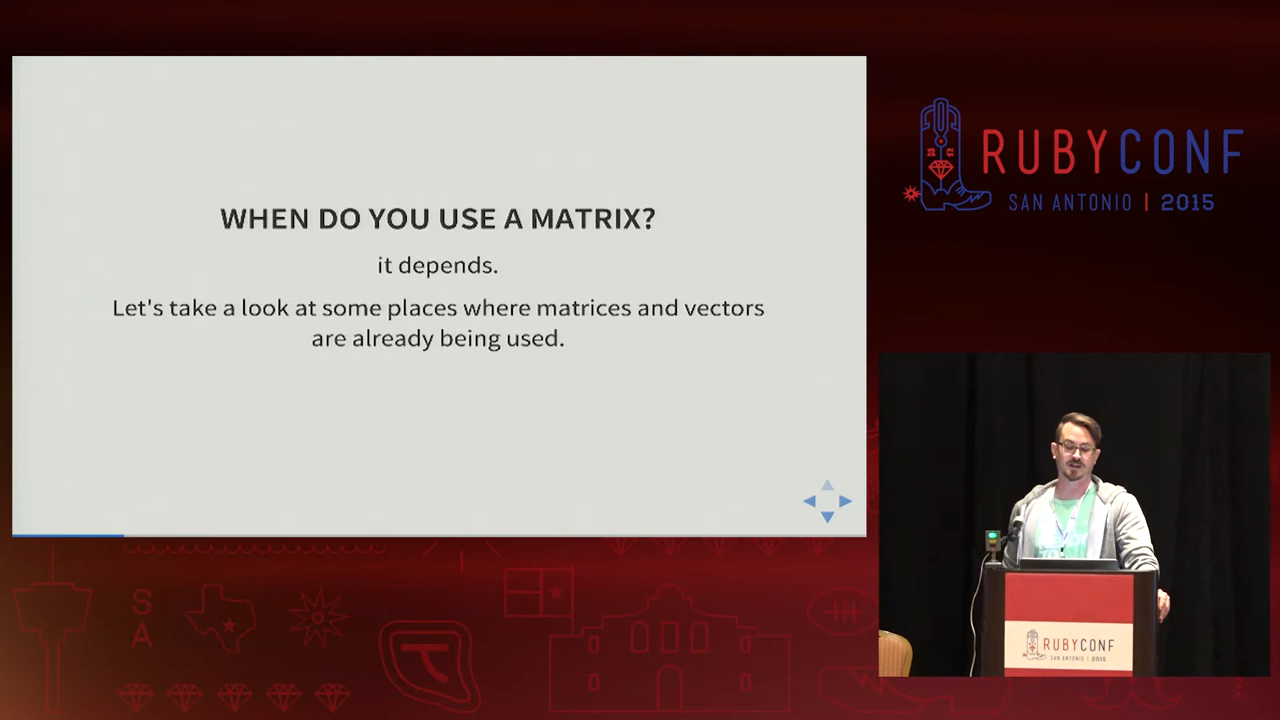 WHEN DO YOU USE A MATRIX?
it depends.
Let's take a look at some places where matrices and vectors
are already being used.
RUBYCONF
SAN ANTONIO | 2015
S
A
RUBYCONF
SAN ANTONIO | 2015